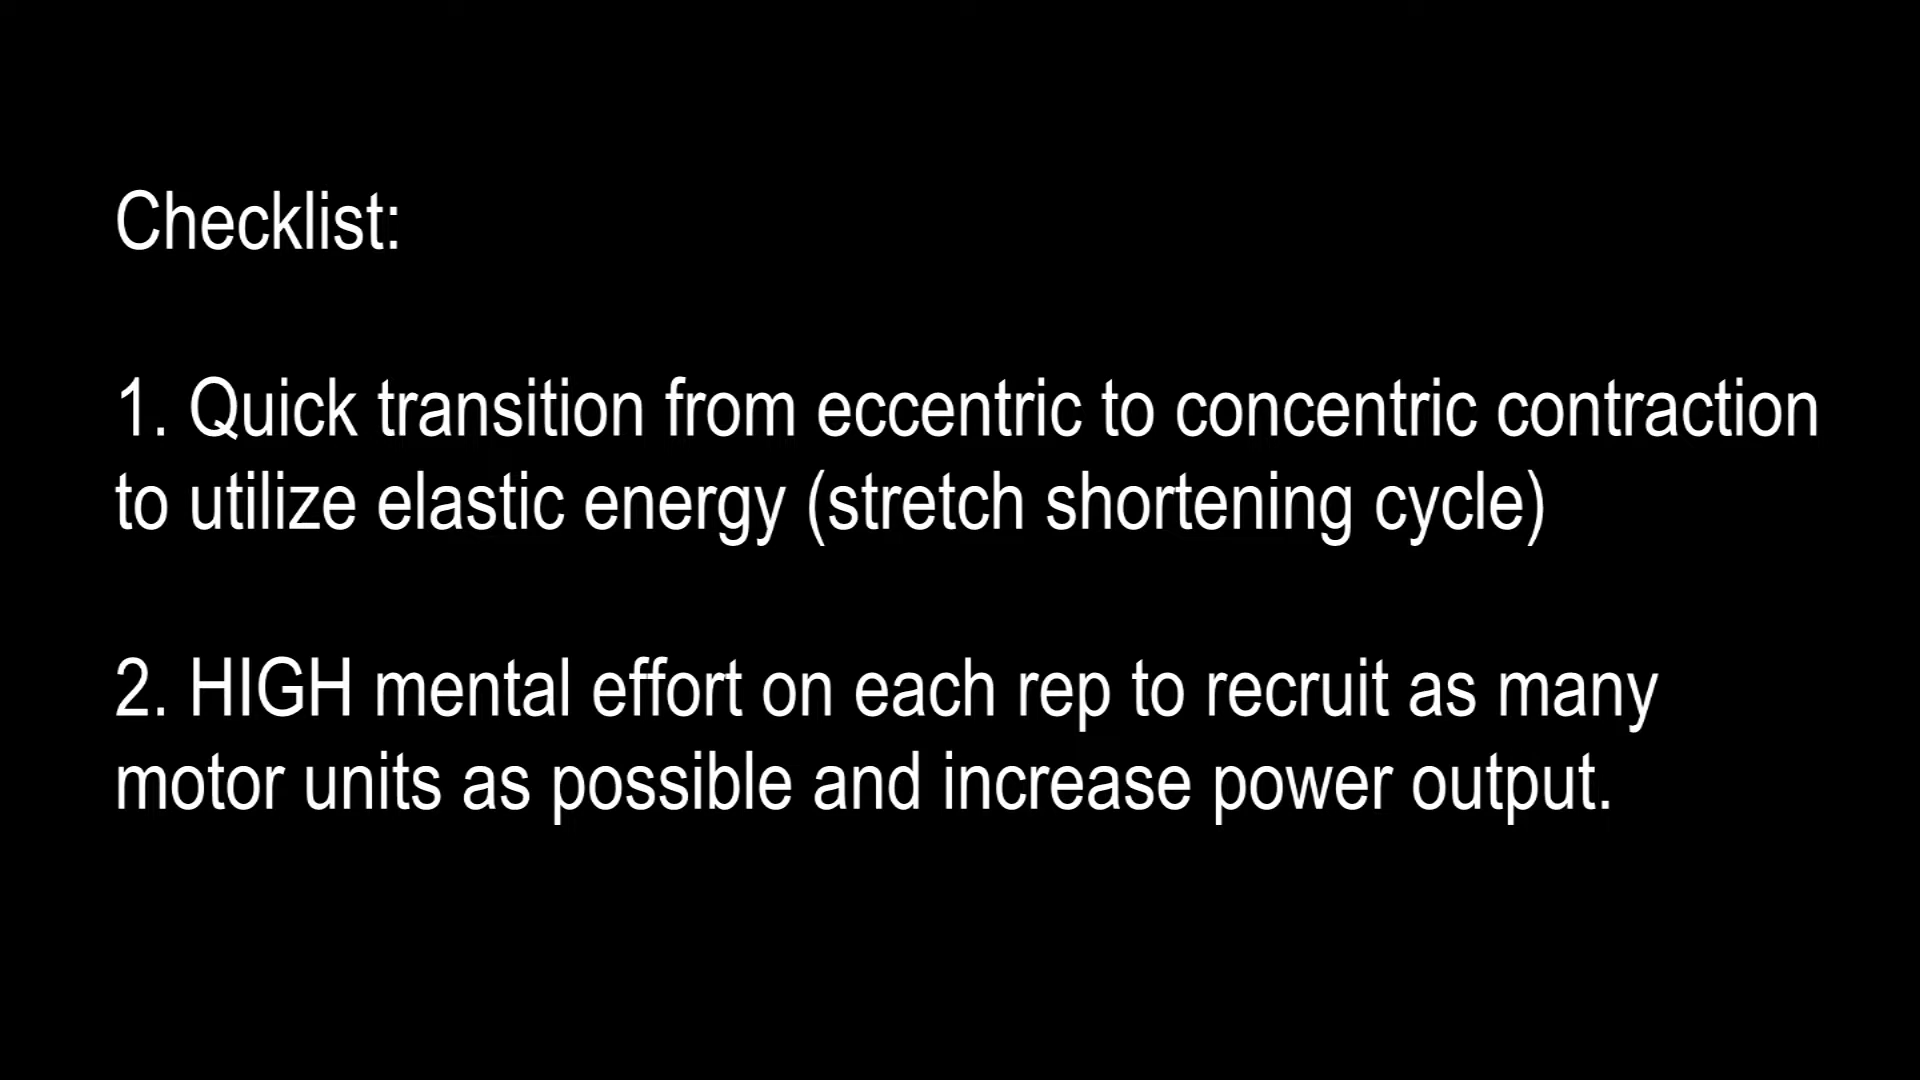 Checklist:
1. Quick transition from eccentric to concentric contraction
to utilize elastic energy (stretch shortening cycle)
2. HIGH mental effort on each rep to recruit as many
motor units as possible and increase power output.